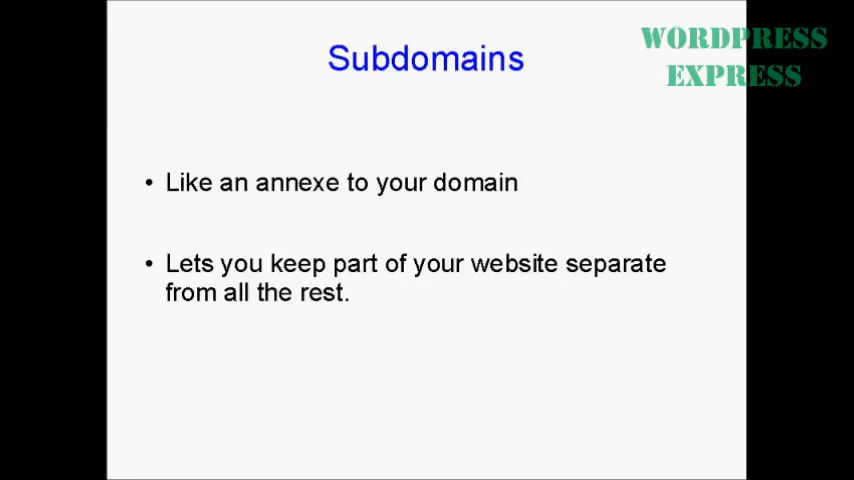 Subdomains
WORDPRESS
EXPRESS
• Like an annexe to your domain
• Lets you keep part of your website separate
from all the rest.